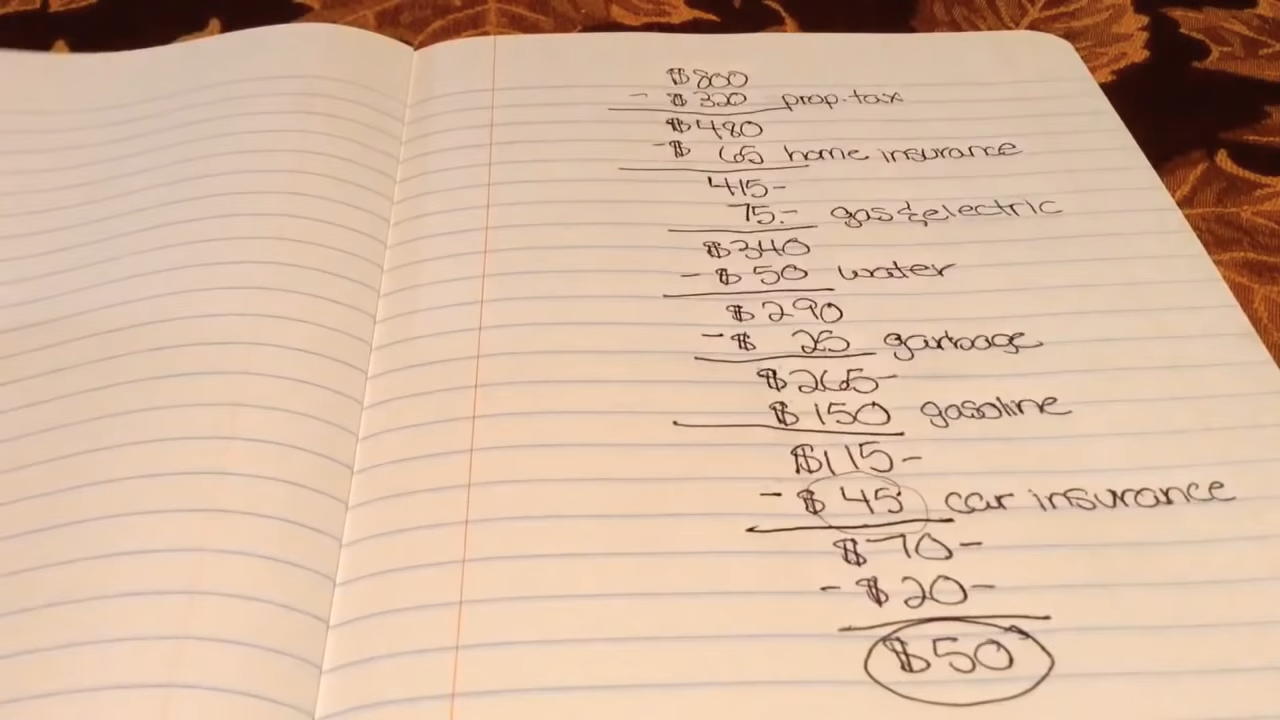 $800
- $320 prop.tax
$480
- $ 65 home insurance
415-
75.- gas & electric
$340
- $50 water
$290
- $ 25 garbage
$265-
$150 gasoline
$115-
- $ 45 car insurance
$70-
- $20-
$50